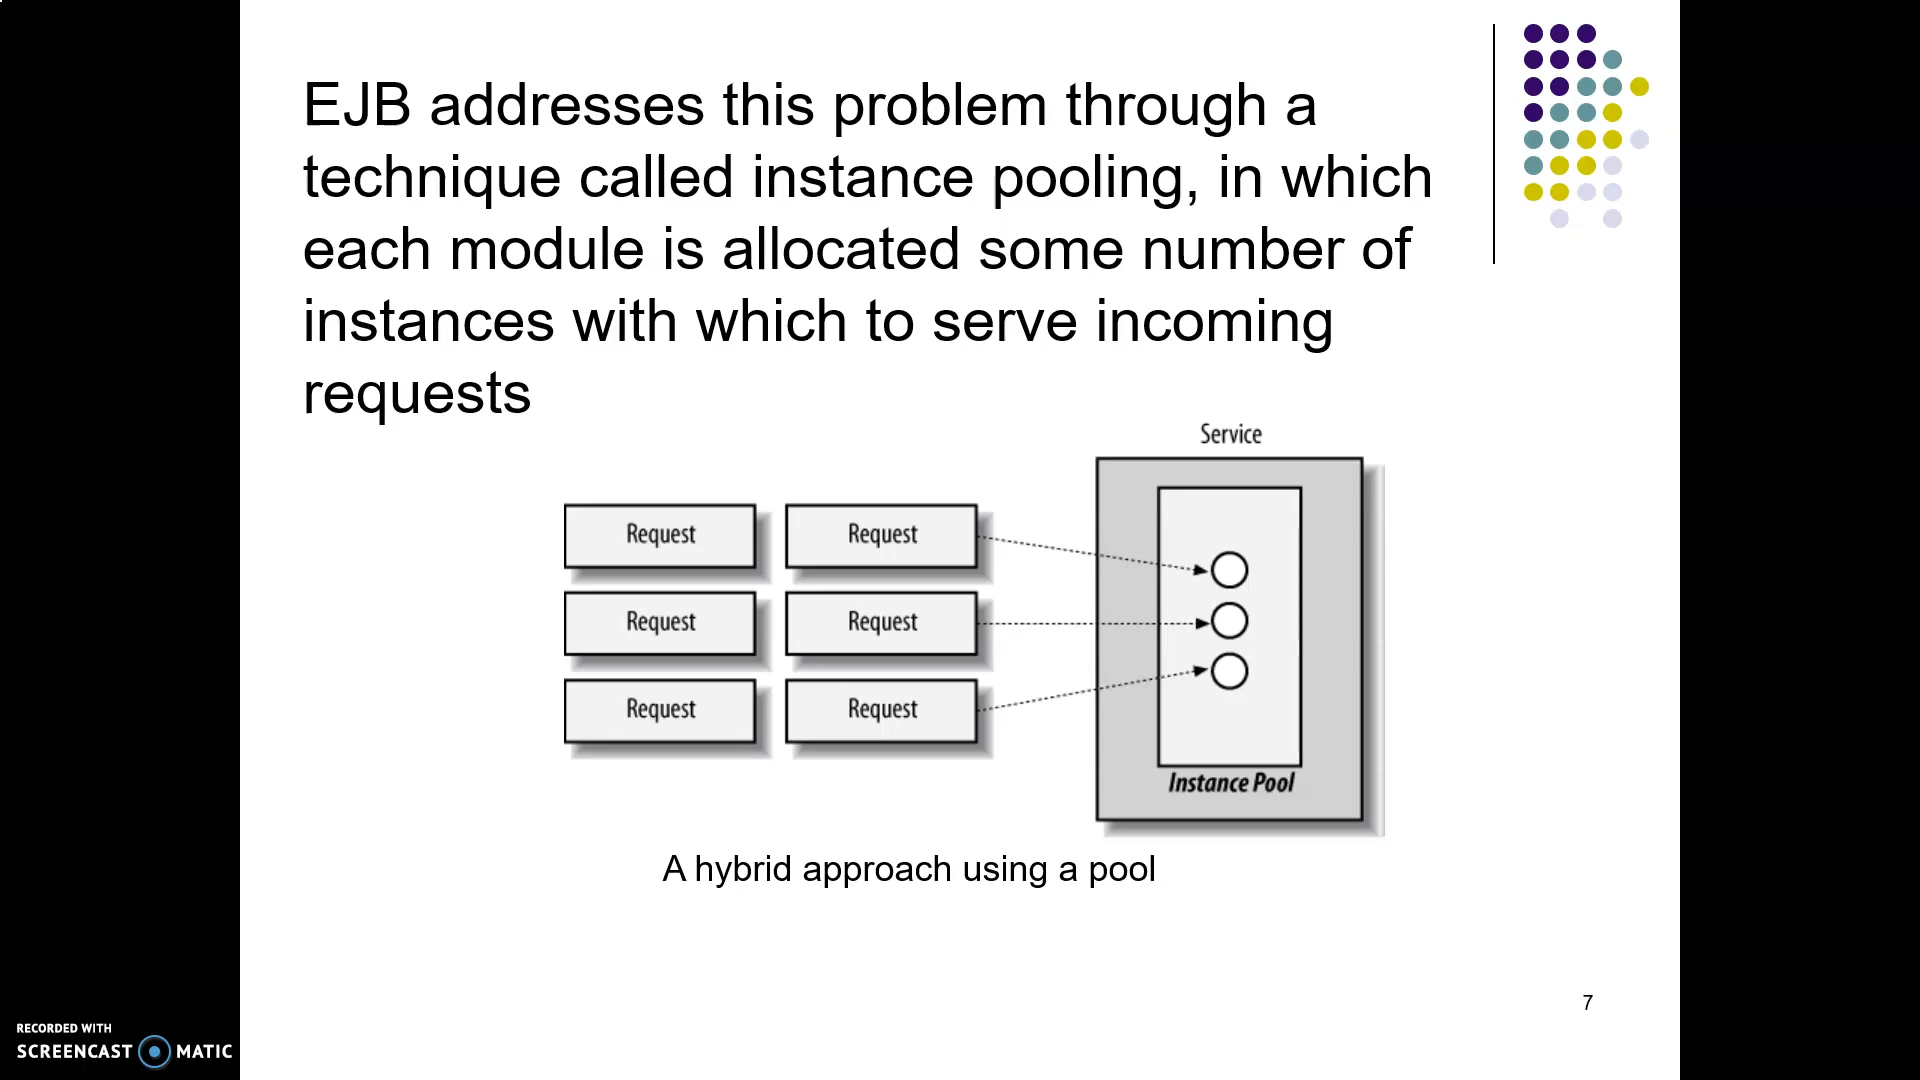 EJB addresses this problem through a
technique called instance pooling, in which
each module is allocated some number of
instances with which to serve incoming
requests
Service
Request Request
Request Request
Request Request
Instance Pool
A hybrid approach using a pool
7
RECORDED WITH
SCREENCAST MATIC